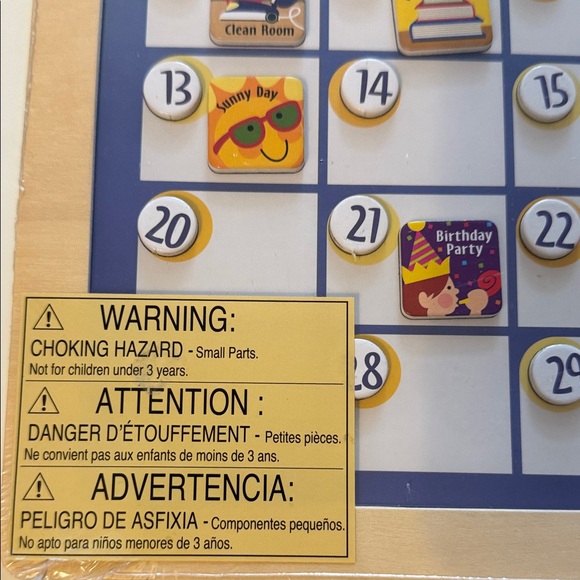 Clean Room
13
Sunny Day
14
15
20
21
Birthday
Party
22
28
29
WARNING:
CHOKING HAZARD - Small Parts.
Not for children under 3 years.
ATTENTION :
DANGER D'ÉTOUFFEMENT - Petites pièces.
Ne convient pas aux enfants de moins de 3 ans.
ADVERTENCIA:
PELIGRO DE ASFIXIA - Componentes pequeños.
No apto para niños menores de 3 años.